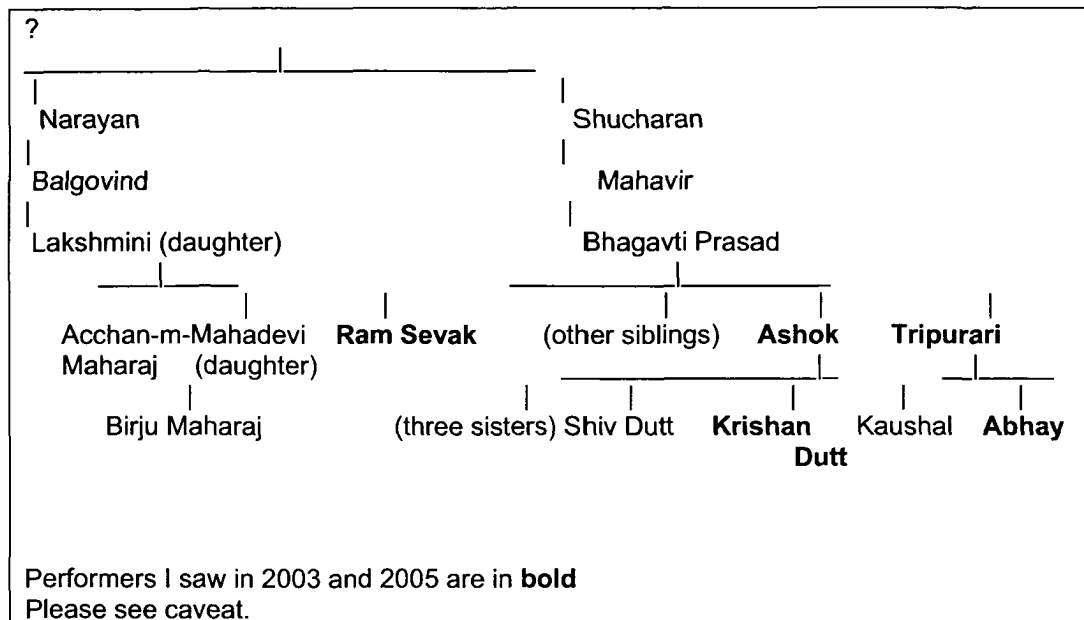 ?
Narayan Shucharan
Balgovind Mahavir
Lakshmini (daughter) Bhagavti Prasad
Acchan-m-Mahadevi Ram Sevak (other siblings) Ashok Tripurari
Maharaj (daughter)
Birju Maharaj (three sisters) Shiv Dutt Krishan Kaushal Abhay
Dutt
Performers I saw in 2003 and 2005 are in bold
Please see caveat.